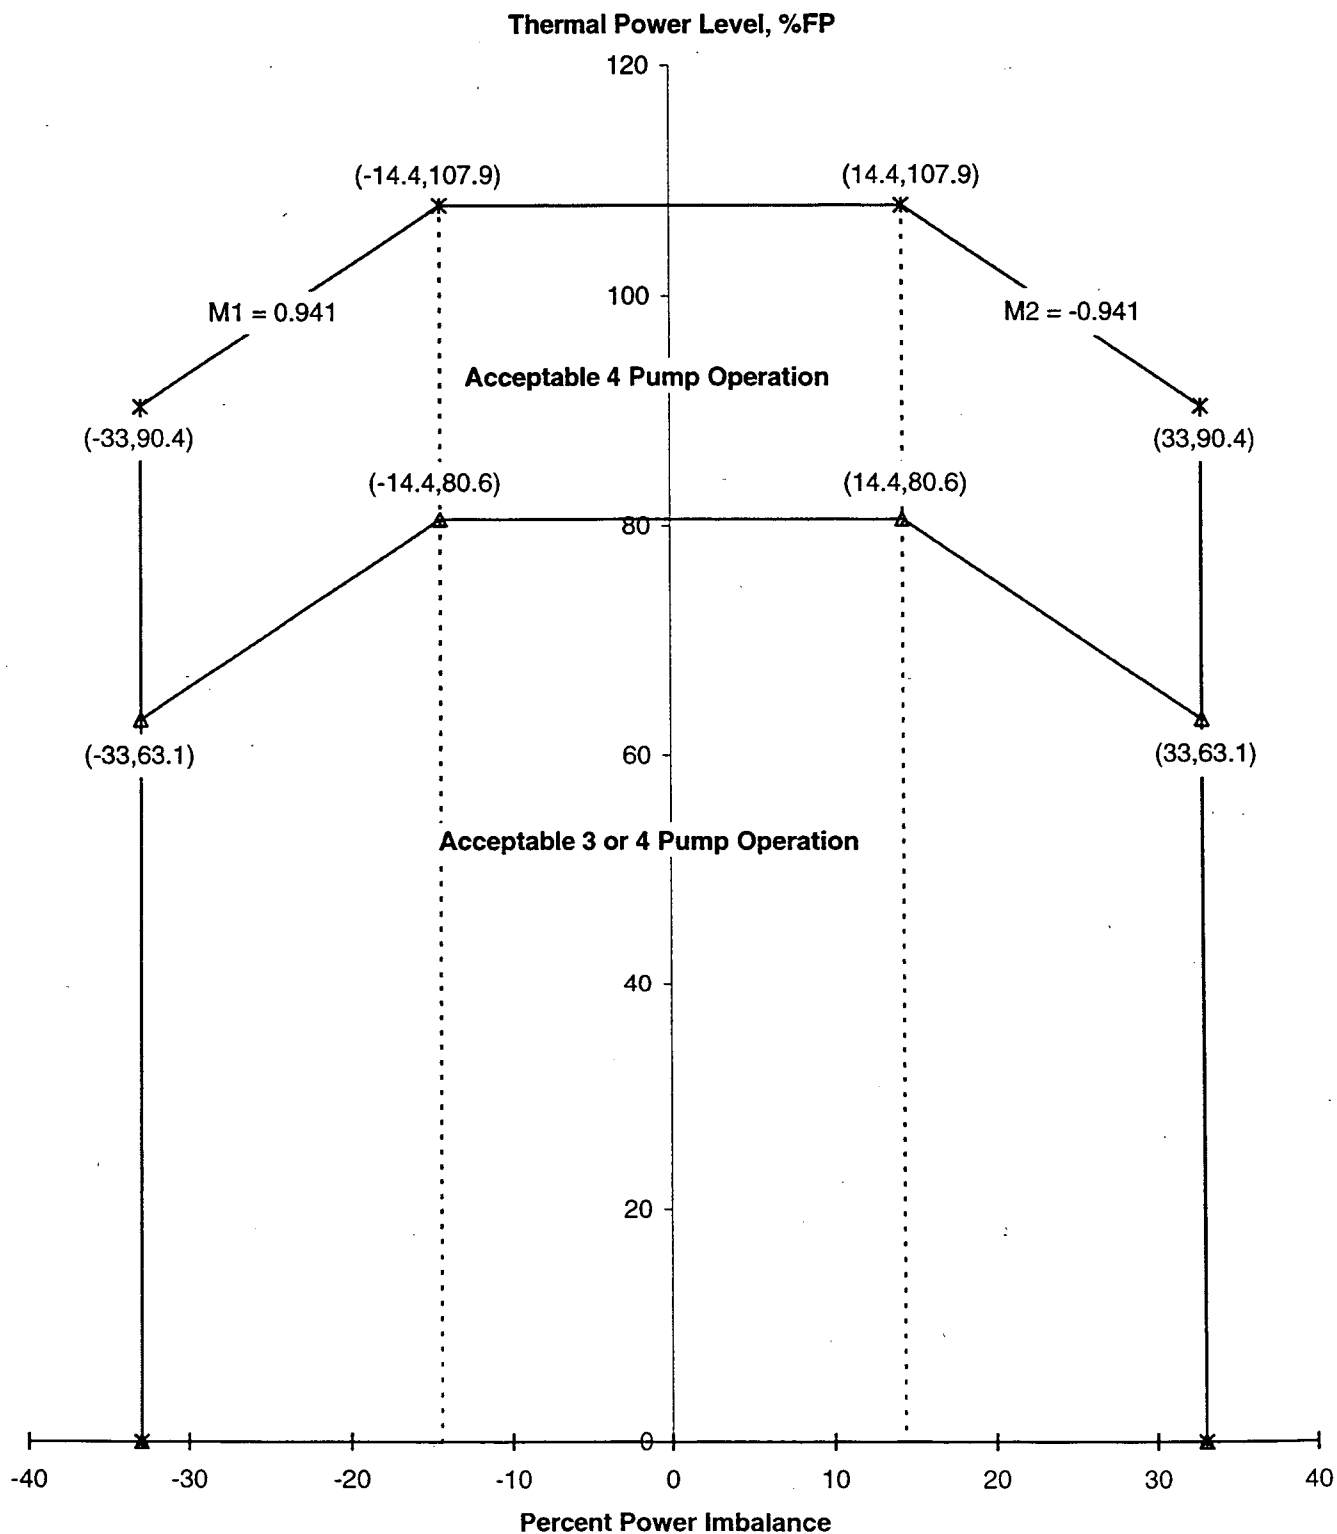 Thermal Power Level, %FP
120
(-14.4,107.9)
(14.4,107.9)
100
M1 = 0.941
M2 = -0.941
Acceptable 4 Pump Operation
(-33,90.4)
(33,90.4)
(-14.4,80.6)
(14.4,80.6)
80
(-33,63.1)
60
(33,63.1)
Acceptable 3 or 4 Pump Operation
40
20
0
-40 -30 -20 -10 0 10 20 30 40
Percent Power Imbalance